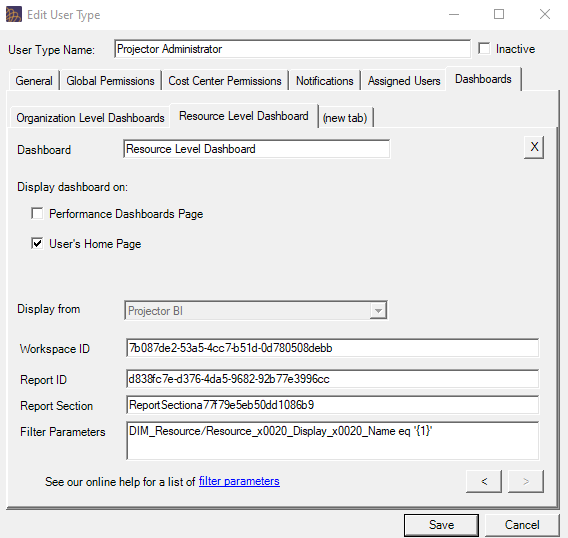 Edit User Type
User Type Name: Projector Administrator Inactive
General Global Permissions Cost Center Permissions Notifications Assigned Users Dashboards
Organization Level Dashboards Resource Level Dashboard (new tab)
Dashboard Resource Level Dashboard X
Display dashboard on:
Performance Dashboards Page
User's Home Page
Display from Projector BI
Workspace ID 7b087de2-53a5-4cc7-b51d-0d780508debb
Report ID d838fc7e-d376-4da5-9682-92b77e3996cc
Report Section ReportSectiona77f79e5eb50dd1086b9
Filter Parameters DIM_Resource/Resource_x0020_Display_x0020_Name eq '{1}'
See our online help for a list of filter parameters < >
Save Cancel